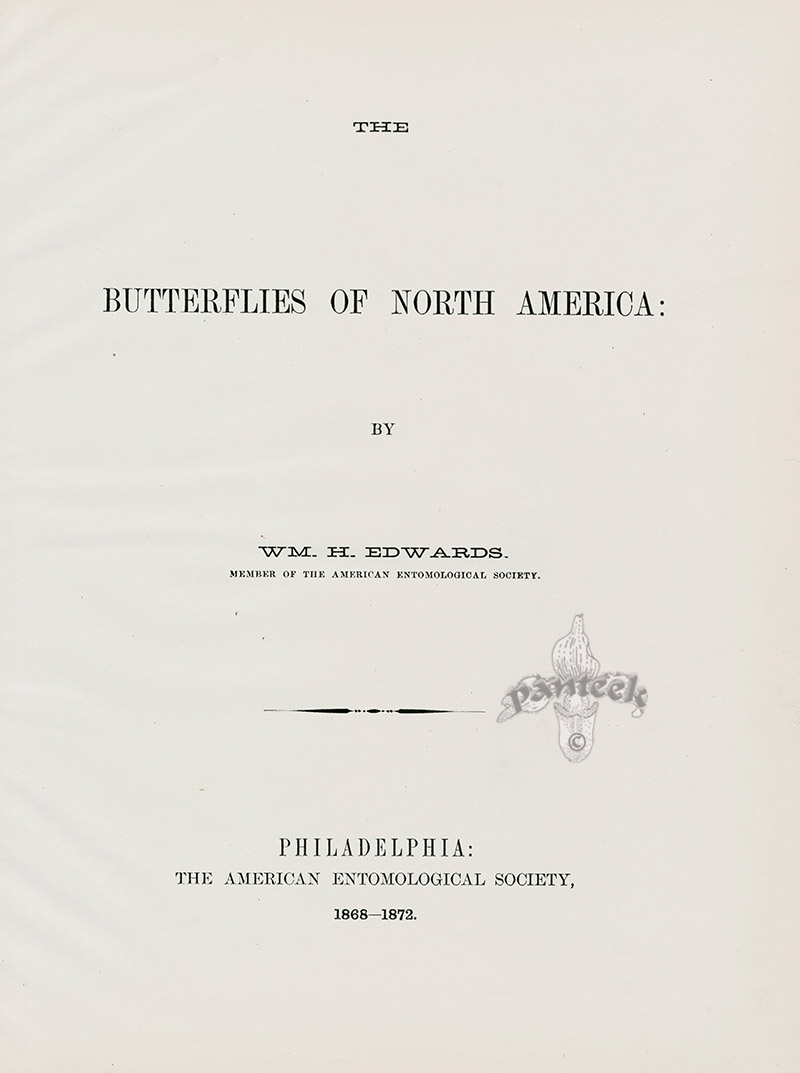 THE
BUTTERFLIES OF NORTH AMERICA:
BY
WM. H. EDWARDS.
MEMBER OF THE AMERICAN ENTOMOLOGICAL SOCIETY.
panteek
©
PHILADELPHIA:
THE AMERICAN ENTOMOLOGICAL SOCIETY,
1868—1872.